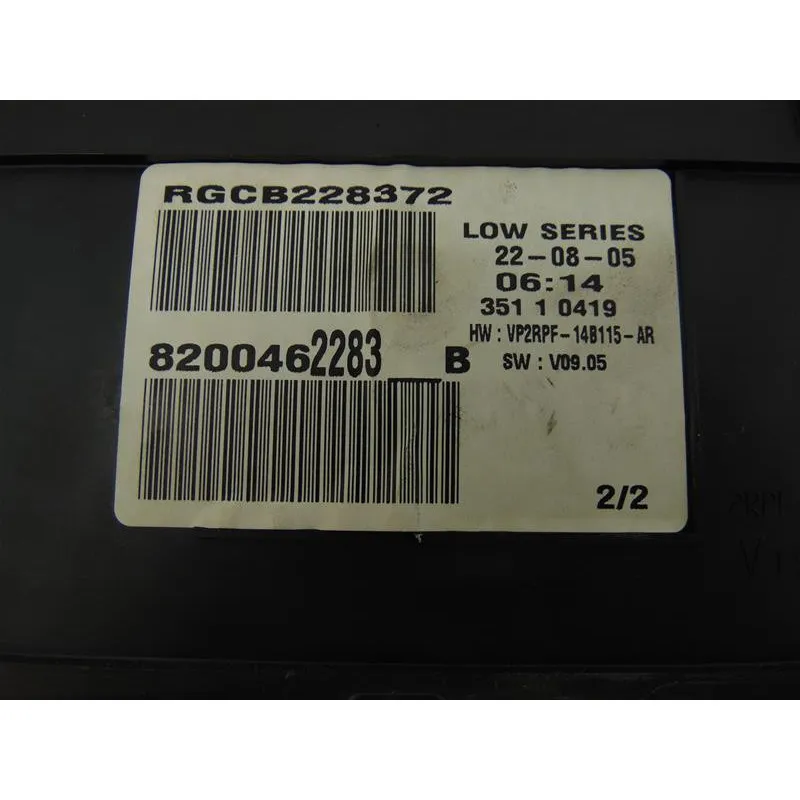 RGCB228372
LOW SERIES
22-08-05
06:14
351 1 0419
HW : VP2RPF-14B115-AR
SW : V09.05
8200462283__B
2/2